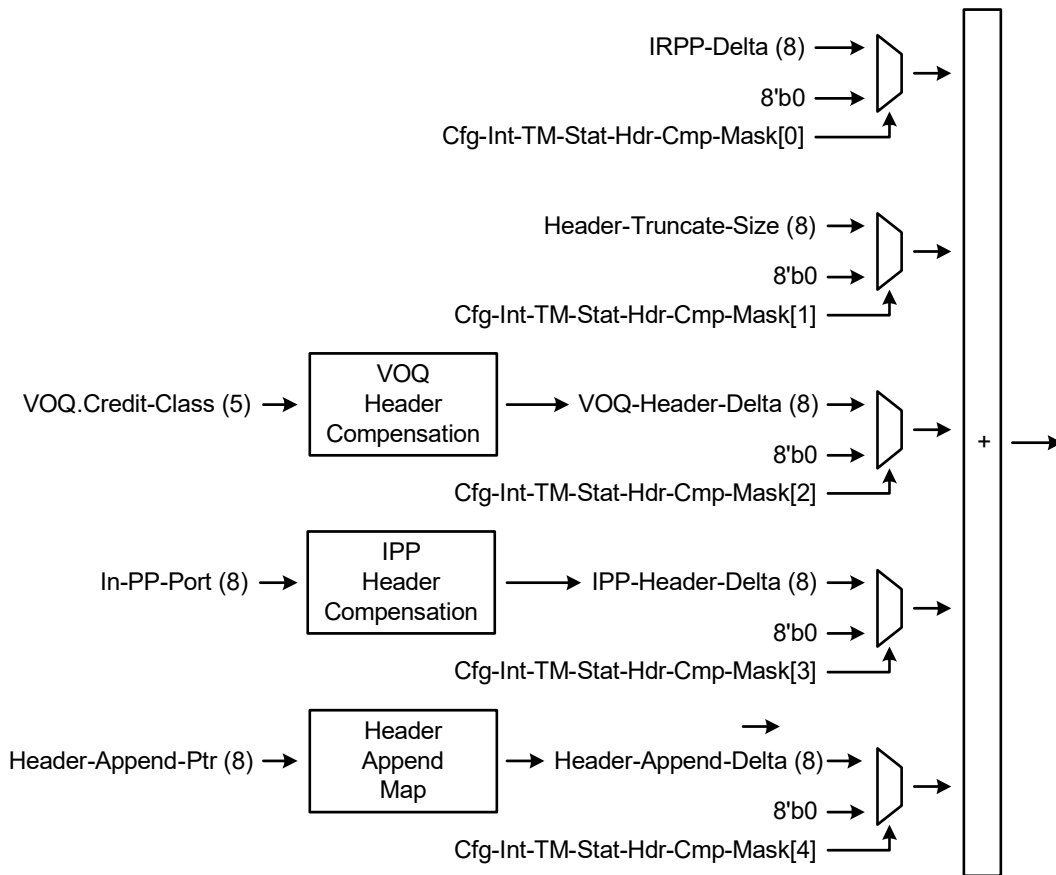 IRPP-Delta (8)
8'b0
Cfg-Int-TM-Stat-Hdr-Cmp-Mask[0]
Header-Truncate-Size (8)
8'b0
Cfg-Int-TM-Stat-Hdr-Cmp-Mask[1]
VOQ.Credit-Class (5)
VOQ
Header
Compensation
VOQ-Header-Delta (8)
8'b0
Cfg-Int-TM-Stat-Hdr-Cmp-Mask[2]
+
In-PP-Port (8)
IPP
Header
Compensation
IPP-Header-Delta (8)
8'b0
Cfg-Int-TM-Stat-Hdr-Cmp-Mask[3]
Header-Append-Ptr (8)
Header
Append
Map
Header-Append-Delta (8)
8'b0
Cfg-Int-TM-Stat-Hdr-Cmp-Mask[4]